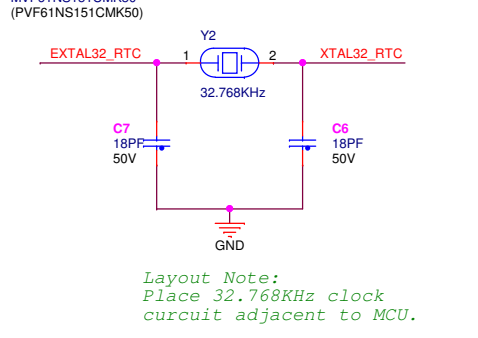 (PVF61NS151CMK50)
Y2
EXTAL32_RTC
1
2
XTAL32_RTC
32.768KHz
C7
18PF
50V
C6
18PF
50V
GND
Layout Note:
Place 32.768KHz clock
curcuit adjacent to MCU.